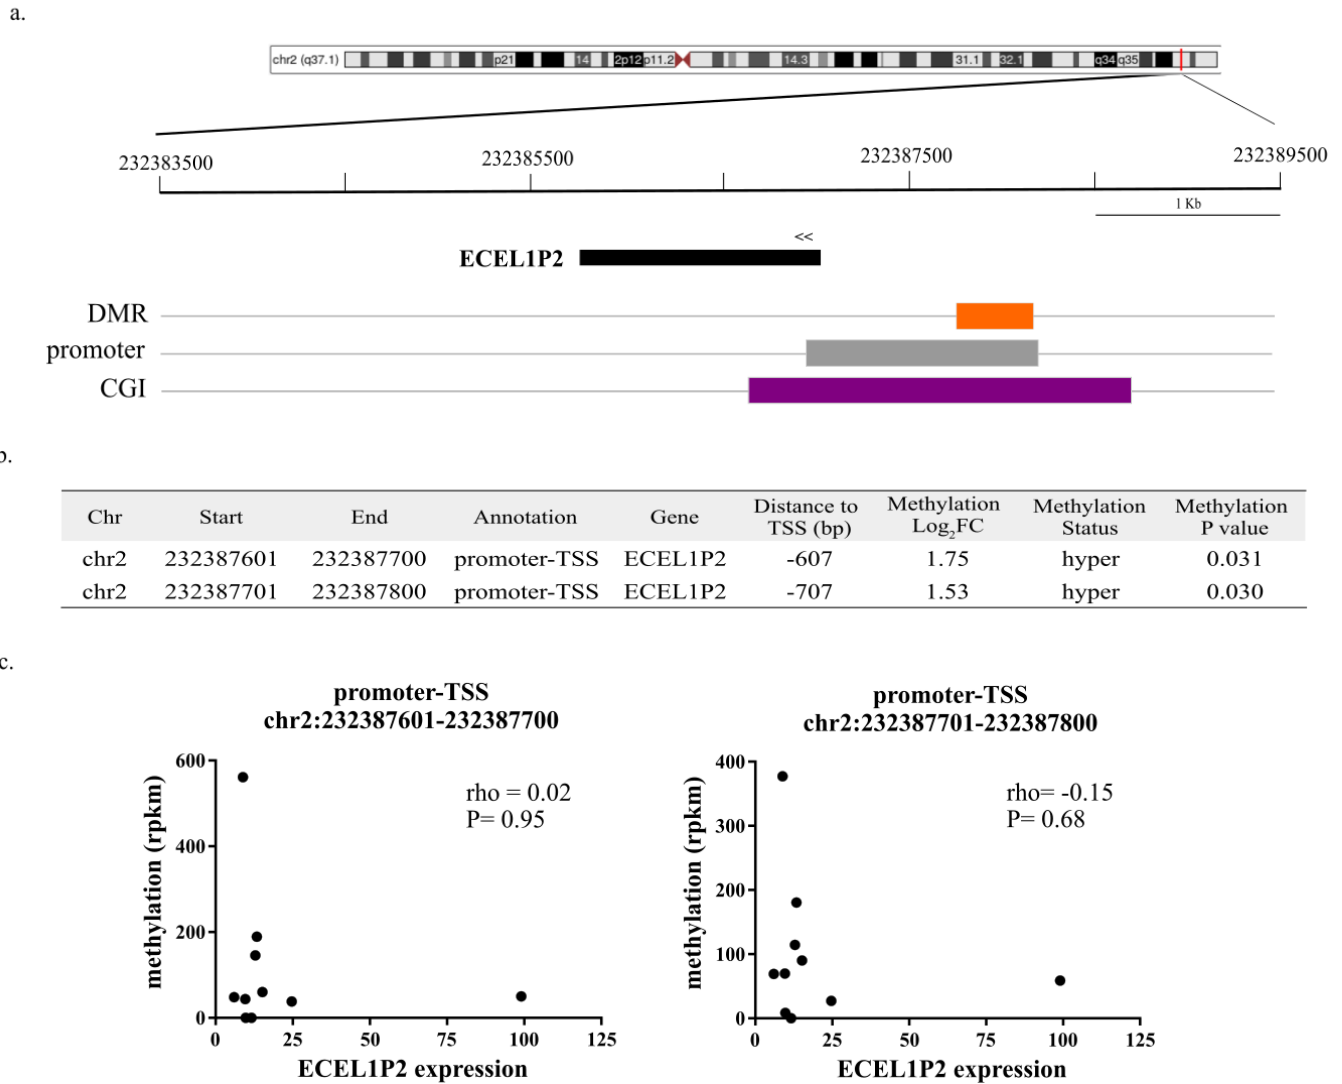 a.
chr2 (q37.1) p21 14 2p12 p11.2 14.3 31.1 32.1 q34 q35
232383500 232385500 232387500 232389500
1 Kb
<<
ECEL1P2
DMR
promoter
CGI
b.
Chr Start End Annotation Gene Distance to TSS (bp) Methylation Log2FC Methylation Status Methylation P value
chr2 232387601 232387700 promoter-TSS ECEL1P2 -607 1.75 hyper 0.031
chr2 232387701 232387800 promoter-TSS ECEL1P2 -707 1.53 hyper 0.030
c.
promoter-TSS
chr2:232387601-232387700
600
400
200
0
methylation (rpkm)
rho = 0.02
P= 0.95
0 25 50 75 100 125
ECEL1P2 expression
promoter-TSS
chr2:232387701-232387800
400
300
200
100
0
methylation (rpkm)
rho= -0.15
P= 0.68
0 25 50 75 100 125
ECEL1P2 expression